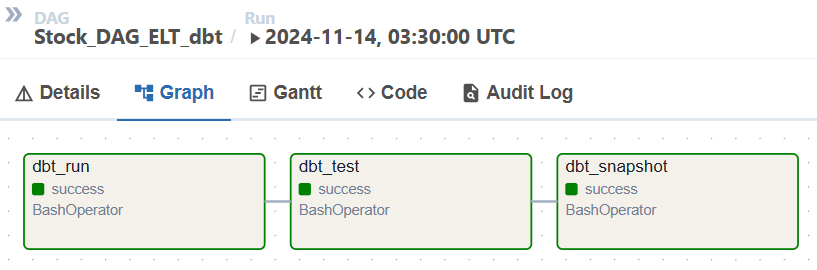 DAG Run
Stock_DAG_ELT_dbt / 2024-11-14, 03:30:00 UTC
Details Graph Gantt Code Audit Log
dbt_run dbt_test dbt_snapshot
success success success
BashOperator BashOperator BashOperator